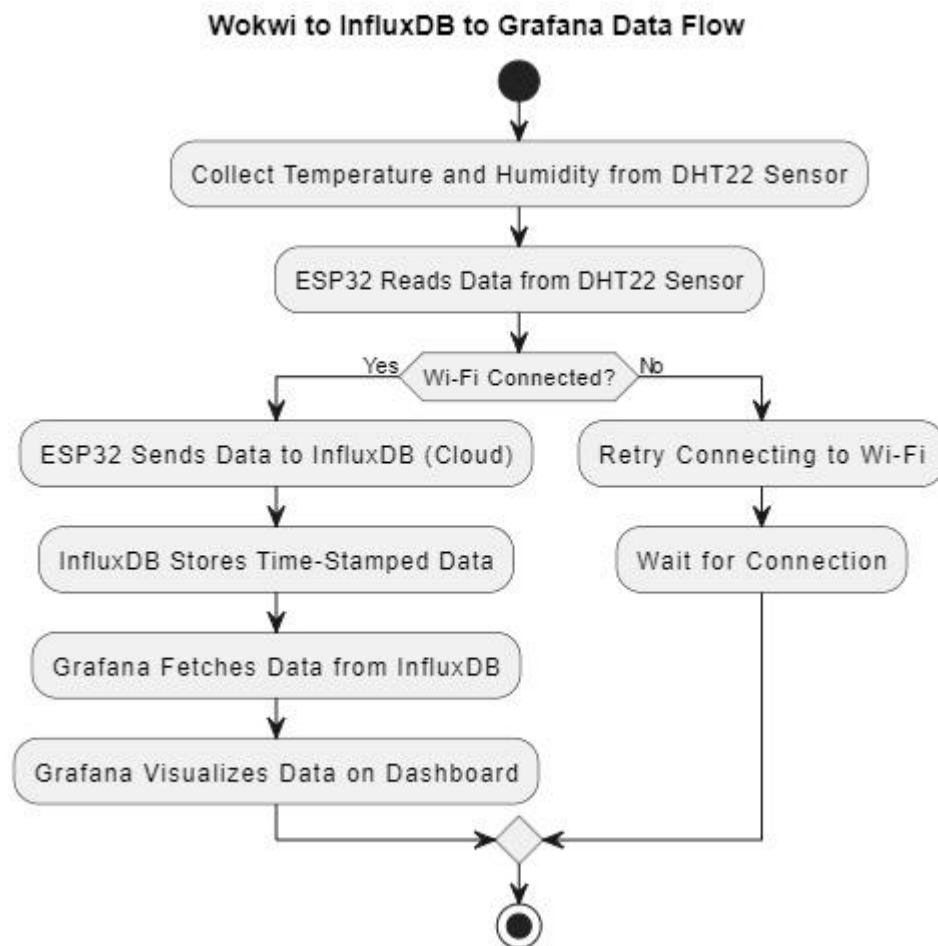 Wokwi to InfluxDB to Grafana Data Flow
Collect Temperature and Humidity from DHT22 Sensor
ESP32 Reads Data from DHT22 Sensor
Yes
Wi-Fi Connected?
No
ESP32 Sends Data to InfluxDB (Cloud)
Retry Connecting to Wi-Fi
InfluxDB Stores Time-Stamped Data
Wait for Connection
Grafana Fetches Data from InfluxDB
Grafana Visualizes Data on Dashboard